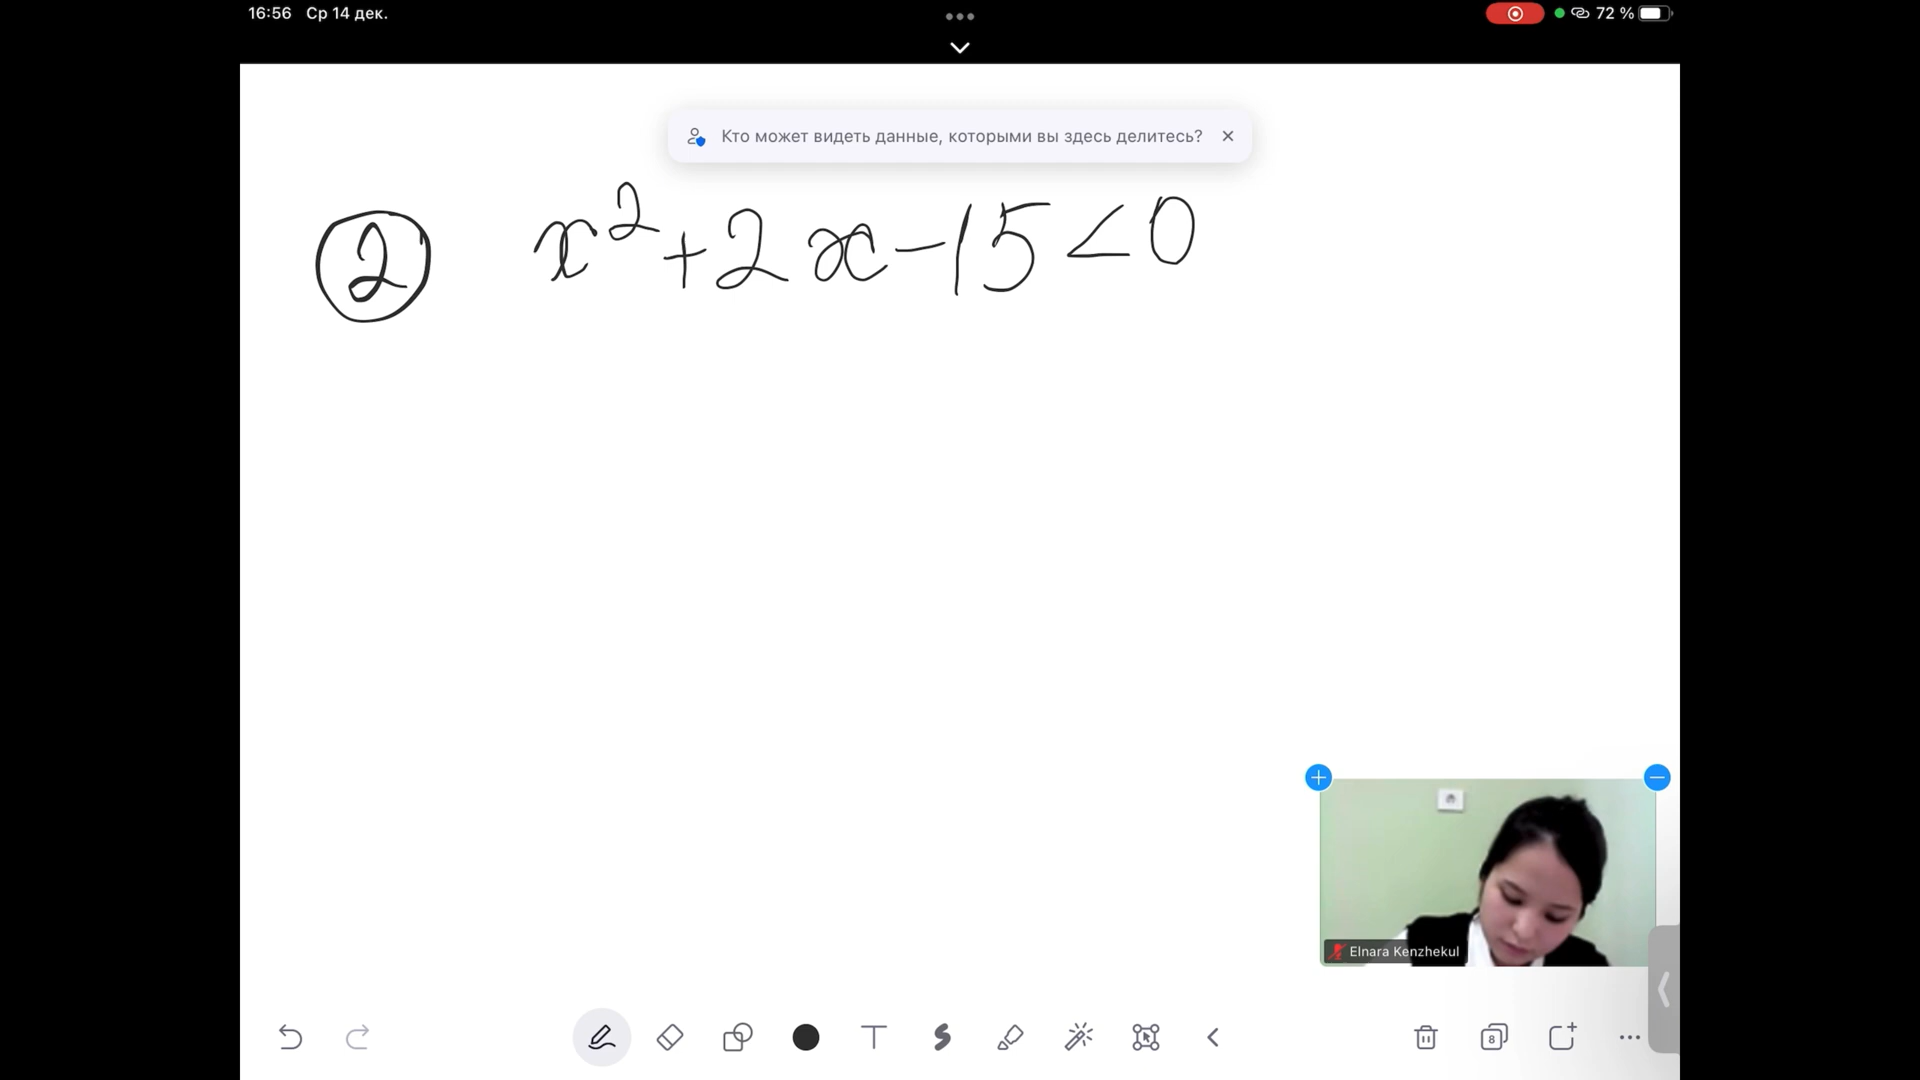 16:56 Ср 14 дек.
72 %
Кто может видеть данные, которыми вы здесь делитесь?
② x²+2x-15<0
Elnara Kenzhekul
8